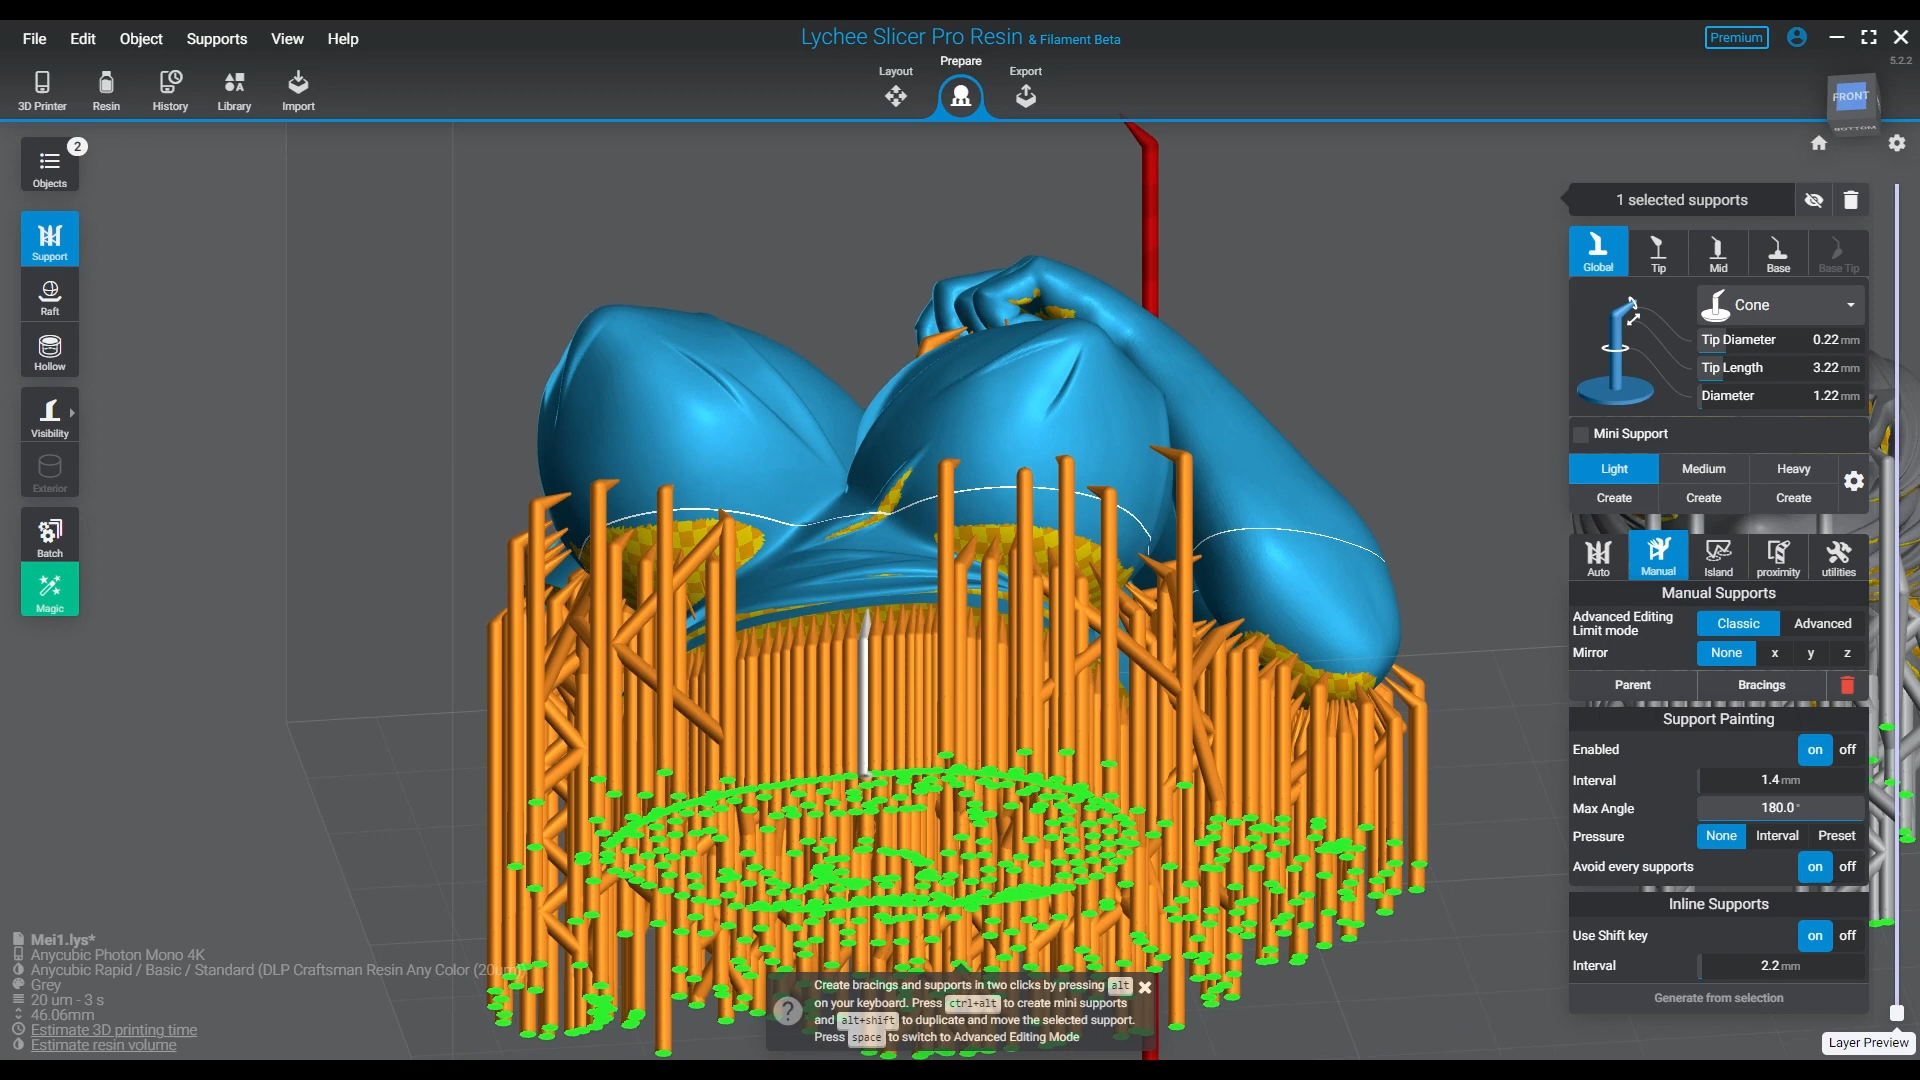 File Edit Object Supports View Help
Lychee Slicer Pro Resin & Filament Beta
Premium
5.2.2
3D Printer Resin History Library Import
Layout Prepare Export
FRONT
BOTTOM
2
Objects
Support
Raft
Hollow
Visibility
Exterior
Batch
Magic
1 selected supports
Global Tip Mid Base Base Tip
Cone
Tip Diameter 0.22 mm
Tip Length 3.22 mm
Diameter 1.22 mm
Mini Support
Light Medium Heavy
Create Create Create
Auto Manual Island proximity utilities
Manual Supports
Advanced Editing
Limit mode
Classic Advanced
Mirror None x y z
Parent Bracings
Support Painting
Enabled on off
Interval 1.4 mm
Max Angle 180.0 °
Pressure None Interval Preset
Avoid every supports on off
Inline Supports
Use Shift key on off
Interval 2.2 mm
Generate from selection
Layer Preview
Mei1.lys*
Anycubic Photon Mono 4K
Anycubic Rapid / Basic / Standard (DLP Craftsman Resin Any Color (20um))
Grey
20 um - 3 s
46.06mm
Estimate 3D printing time
Estimate resin volume
?
Create bracings and supports in two clicks by pressing alt
on your keyboard. Press ctrl+alt to create mini supports
and alt+shift to duplicate and move the selected support.
Press space to switch to Advanced Editing Mode